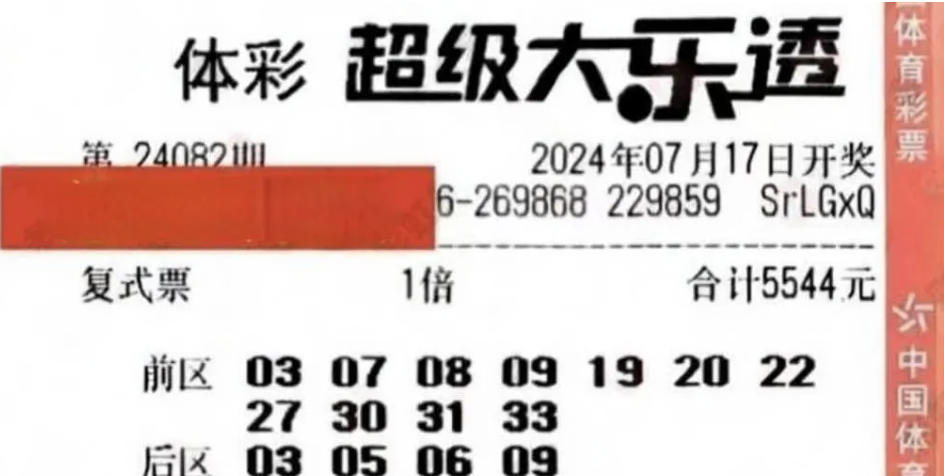 体彩 超级大乐透
第 24082期 2024年07月17日开奖
6-269868 229859 SrLGxQ
复式票 1倍 合计5544元
前区 03 07 08 09 19 20 22
27 30 31 33
后区 03 05 06 09
体育彩票
中国体育